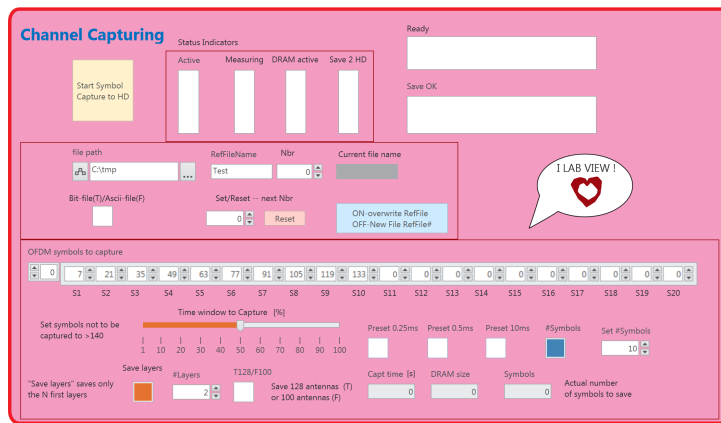 Channel Capturing
Status Indicators
Ready
Active Measuring DRAM active Save 2 HD
Start Symbol
Capture to HD
Save OK
file path RefFileName Nbr Current file name
C:\tmp ... Test 0
I LAB VIEW !
Bit-file(T)/Ascii-file(F) Set/Reset -- next Nbr
0 Reset
ON-overwrite RefFile
OFF-New File RefFile#
OFDM symbols to capture
0 7 21 35 49 63 77 91 105 119 133 0 0 0 0 0 0 0 0 0 0
S1 S2 S3 S4 S5 S6 S7 S8 S9 S10 S11 S12 S13 S14 S15 S16 S17 S18 S19 S20
Time window to Capture [%]
Set symbols not to be
captured to >140
1 10 20 30 40 50 60 70 80 90 100
Preset 0.25ms Preset 0.5ms Preset 10ms #Symbols Set #Symbols
10
Save layers #Layers T128/F100
"Save layers" saves only
the N first layers
2
Save 128 antennas (T)
or 100 antennas (F)
Capt time [s] DRAM size Symbols
0 0 0
Actual number
of symbols to save